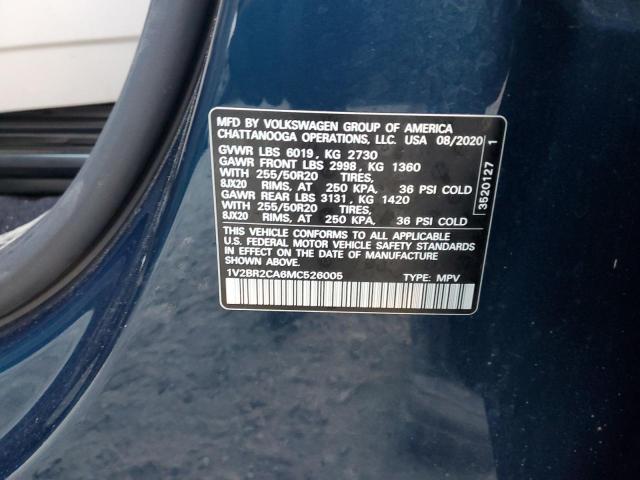 MFD BY VOLKSWAGEN GROUP OF AMERICA
CHATTANOOGA OPERATIONS, LLC. USA 08/2020
GVWR LBS 6019, KG 2730
GAWR FRONT LBS 2998, KG 1360
WITH 255/50R20 TIRES,
8JX20 RIMS, AT 250 KPA, 36 PSI COLD
GAWR REAR LBS 3131, KG 1420
WITH 255/50R20 TIRES,
8JX20 RIMS, AT 250 KPA, 36 PSI COLD
THIS VEHICLE CONFORMS TO ALL APPLICABLE
U.S. FEDERAL MOTOR VEHICLE SAFETY STANDARDS
IN EFFECT ON THE DATE OF MANUFACTURE
SHOWN ABOVE.
1V2BR2CA6MC526005 TYPE: MPV
3520127 1